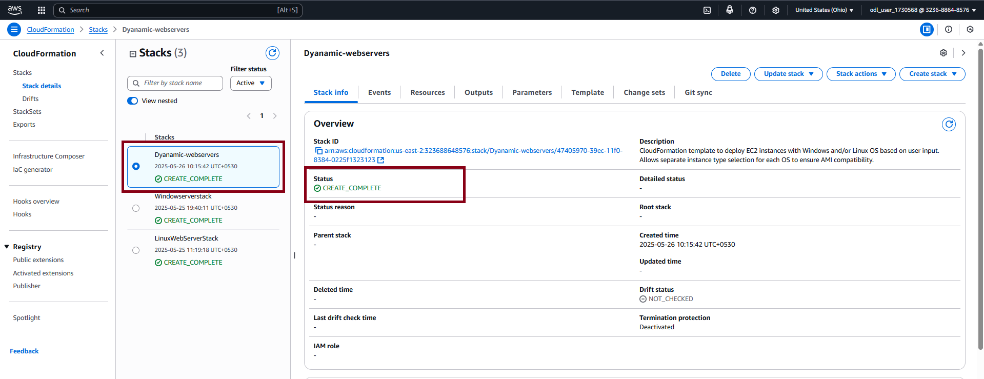 aws
Search
[Alt+S]
United States (Ohio)
odl_user_1730568 @ 3236-8864-8576
CloudFormation
Stacks
Dyanamic-webservers
CloudFormation
Stacks
Stack details
Drifts
StackSets
Exports
Infrastructure Composer
IaC generator
Hooks overview
Hooks
Registry
Public extensions
Activated extensions
Publisher
Spotlight
Feedback
Stacks (3)
Filter status
Filter by stack name
Active
View nested
1
Stacks
Dyanamic-webservers
2025-05-26 10:15:42 UTC+0530
CREATE_COMPLETE
Windowserverstack
2025-05-25 19:40:11 UTC+0530
CREATE_COMPLETE
LinuxWebServerStack
2025-05-25 11:19:18 UTC+0530
CREATE_COMPLETE
Dyanamic-webservers
Delete
Update stack
Stack actions
Create stack
Stack info
Events
Resources
Outputs
Parameters
Template
Change sets
Git sync
Overview
Stack ID
arn:aws:cloudformation:us-east-2:323688648576:stack/Dyanamic-webservers/
Description
CloudFormation template to deploy EC2 instances with Windows and/or Linux OS based on user input.
Allows separate instance type selection for each OS to ensure AMI compatibility.
Status
CREATE_COMPLETE
Detailed status
-
Status reason
-
Root stack
-
Parent stack
-
Created time
2025-05-26 10:15:42 UTC+0530
Updated time
-
Deleted time
-
Drift status
NOT_CHECKED
Last drift check time
-
Termination protection
Deactivated
IAM role
-